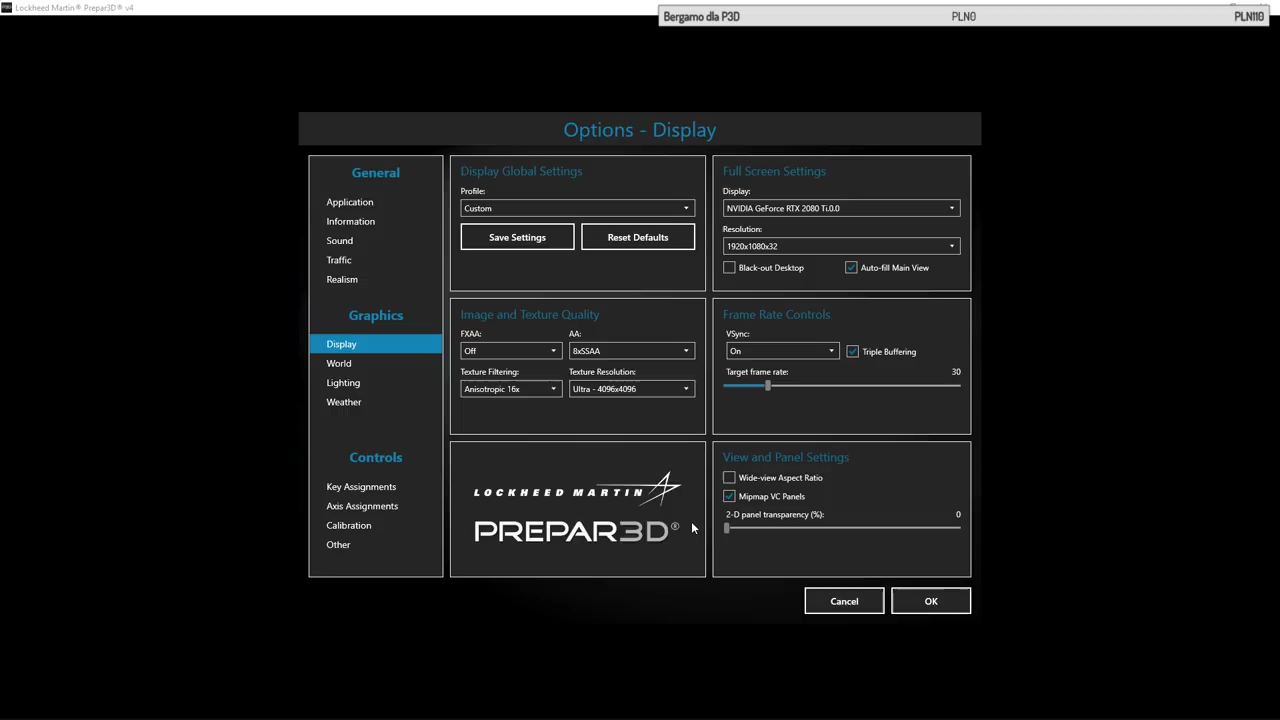 Lockheed Martin® Prepar3D® v4
Bergamo dla P3D PLN0 PLN110
Options - Display
General
Application
Information
Sound
Traffic
Realism
Graphics
Display
World
Lighting
Weather
Controls
Key Assignments
Axis Assignments
Calibration
Other
Display Global Settings
Profile:
Custom
Save Settings Reset Defaults
Full Screen Settings
Display:
NVIDIA GeForce RTX 2080 Ti.0.0
Resolution:
1920x1080x32
Black-out Desktop Auto-fill Main View
Image and Texture Quality
FXAA: AA:
Off 8xSSAA
Texture Filtering: Texture Resolution:
Anisotropic 16x Ultra - 4096x4096
Frame Rate Controls
VSync:
On Triple Buffering
Target frame rate: 30
LOCKHEED MARTIN
PREPAR3D®
View and Panel Settings
Wide-view Aspect Ratio
Mipmap VC Panels
2-D panel transparency (%): 0
Cancel OK